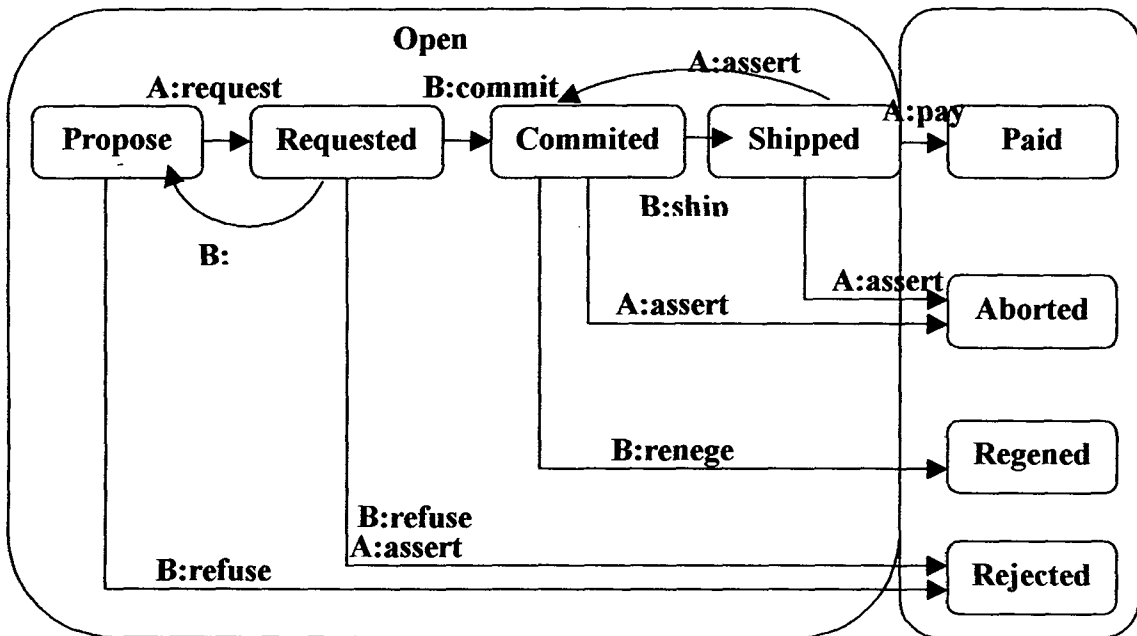 Open
A:assert
A:request
B:commit
A:pay
Propose
Requested
Commited
Shipped
Paid
B:ship
B:
A:assert
A:assert
Aborted
B:renege
Regened
B:refuse
A:assert
B:refuse
Rejected